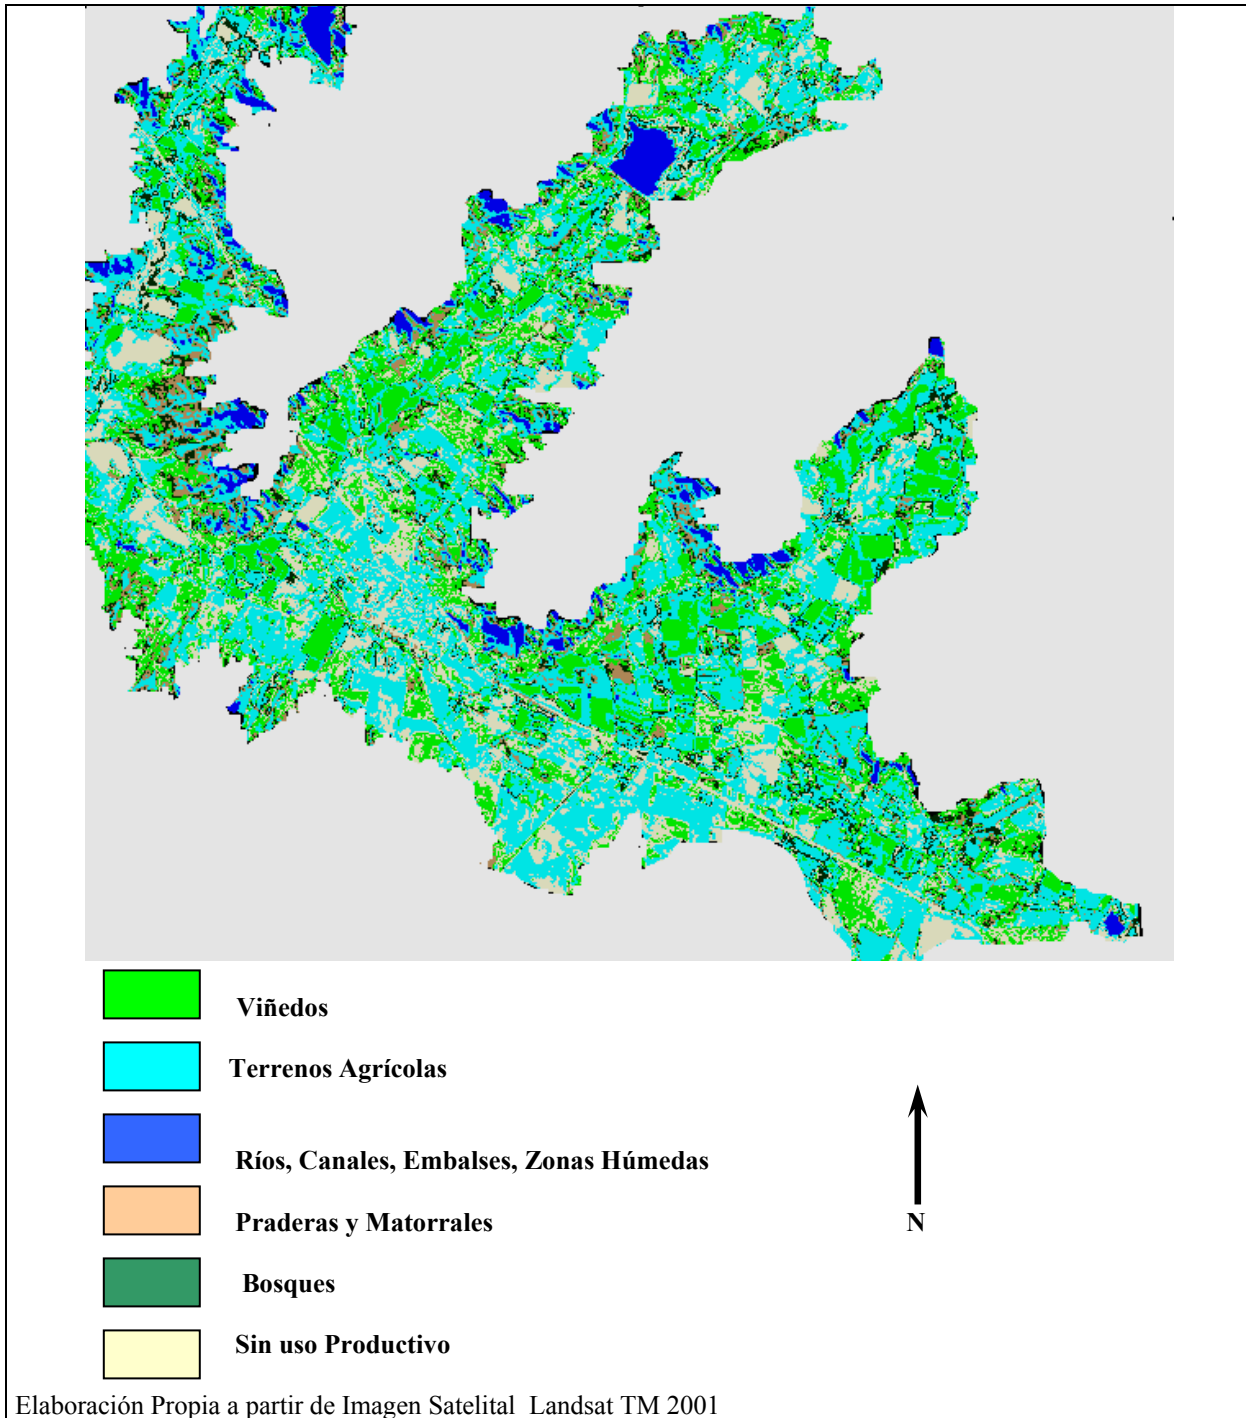 Viñedos
Terrenos Agrícolas
Ríos, Canales, Embalses, Zonas Húmedas
Praderas y Matorrales
N
Bosques
Sin uso Productivo
Elaboración Propia a partir de Imagen Satelital Landsat TM 2001